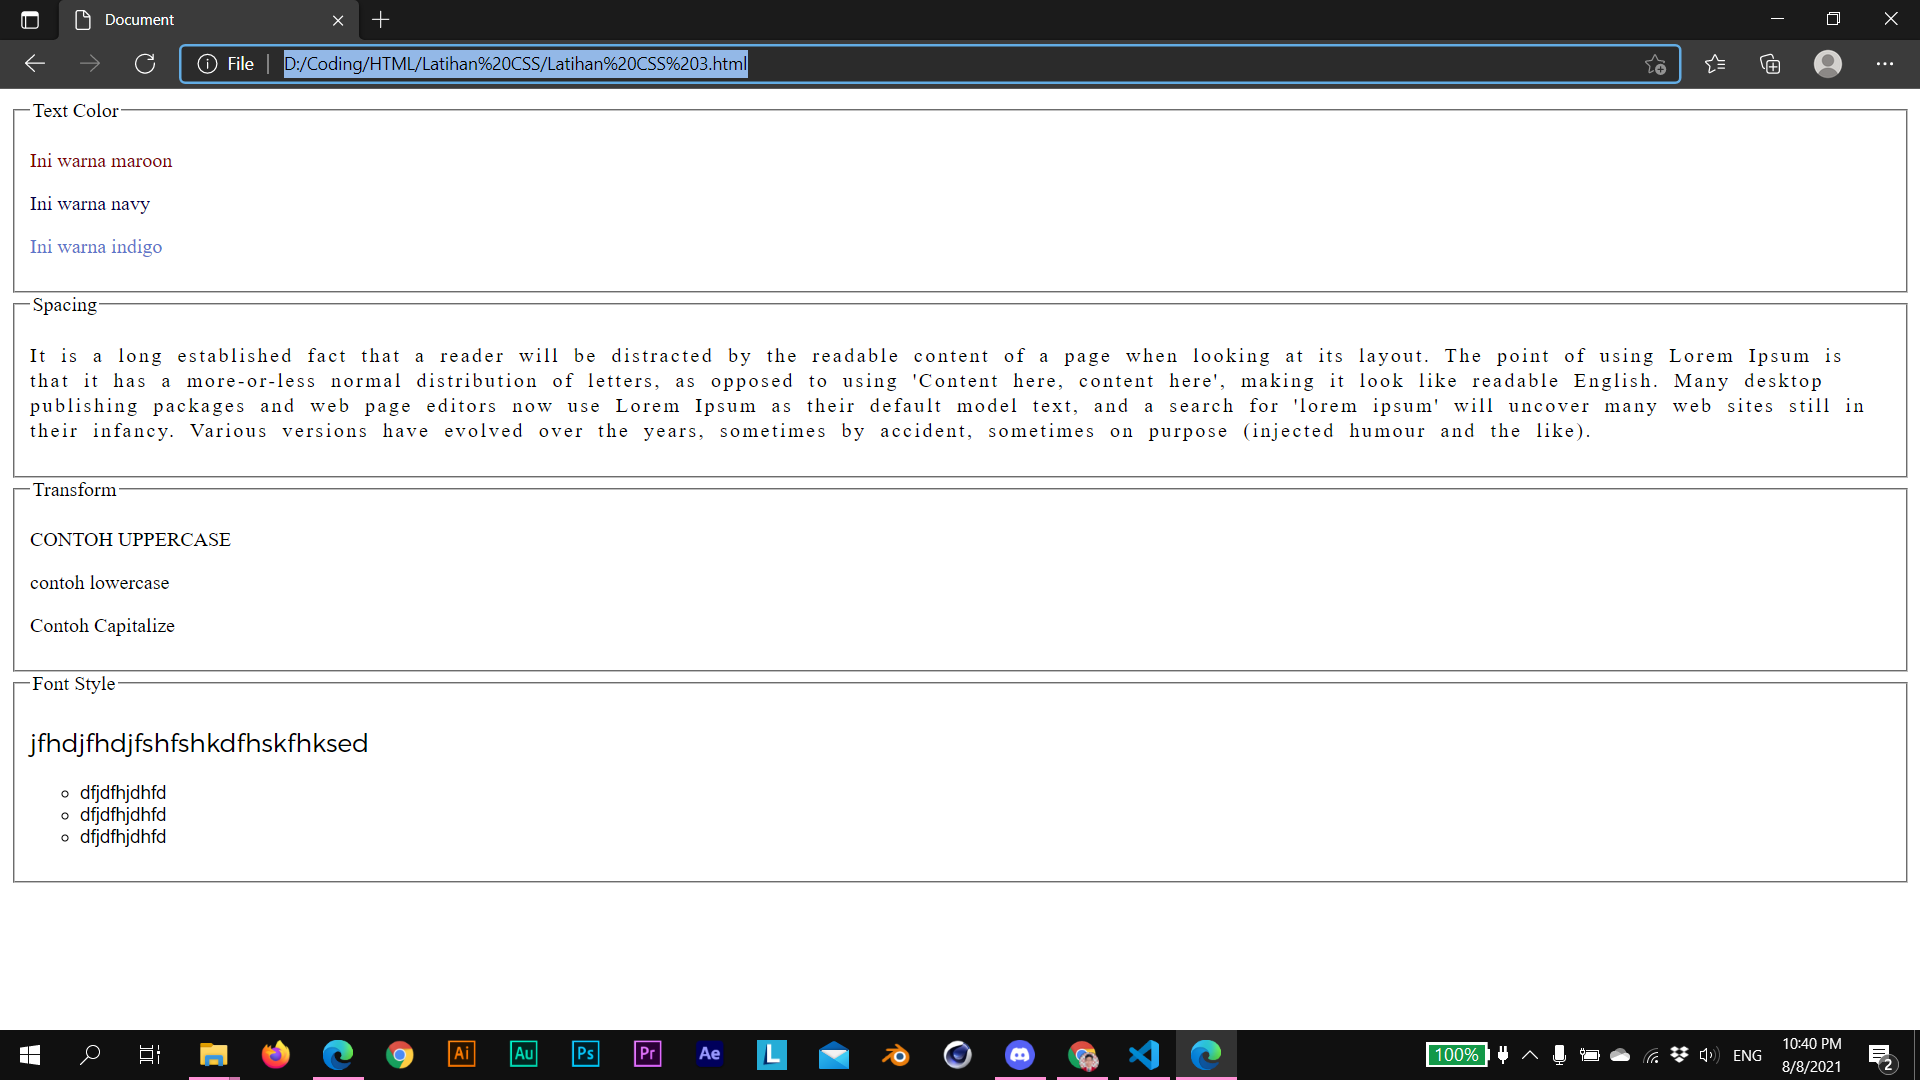 Document
File
D:/Coding/HTML/Latihan%20CSS/Latihan%20CSS%203.html
Text Color
Ini warna maroon
Ini warna navy
Ini warna indigo
Spacing
It is a long established fact that a reader will be distracted by the readable content of a page when looking at its layout. The point of using Lorem Ipsum is
that it has a more-or-less normal distribution of letters, as opposed to using 'Content here, content here', making it look like readable English. Many desktop
publishing packages and web page editors now use Lorem Ipsum as their default model text, and a search for 'lorem ipsum' will uncover many web sites still in
their infancy. Various versions have evolved over the years, sometimes by accident, sometimes on purpose (injected humour and the like).
Transform
CONTOH UPPERCASE
contoh lowercase
Contoh Capitalize
Font Style
jfhdjfhdjfshfshkdfhskfhksed
dfjdfhjdhfd
dfjdfhjdhfd
dfjdfhjdhfd
Ai
Au
Ps
Pr
Ae
L
100%
ENG
10:40 PM
8/8/2021
2